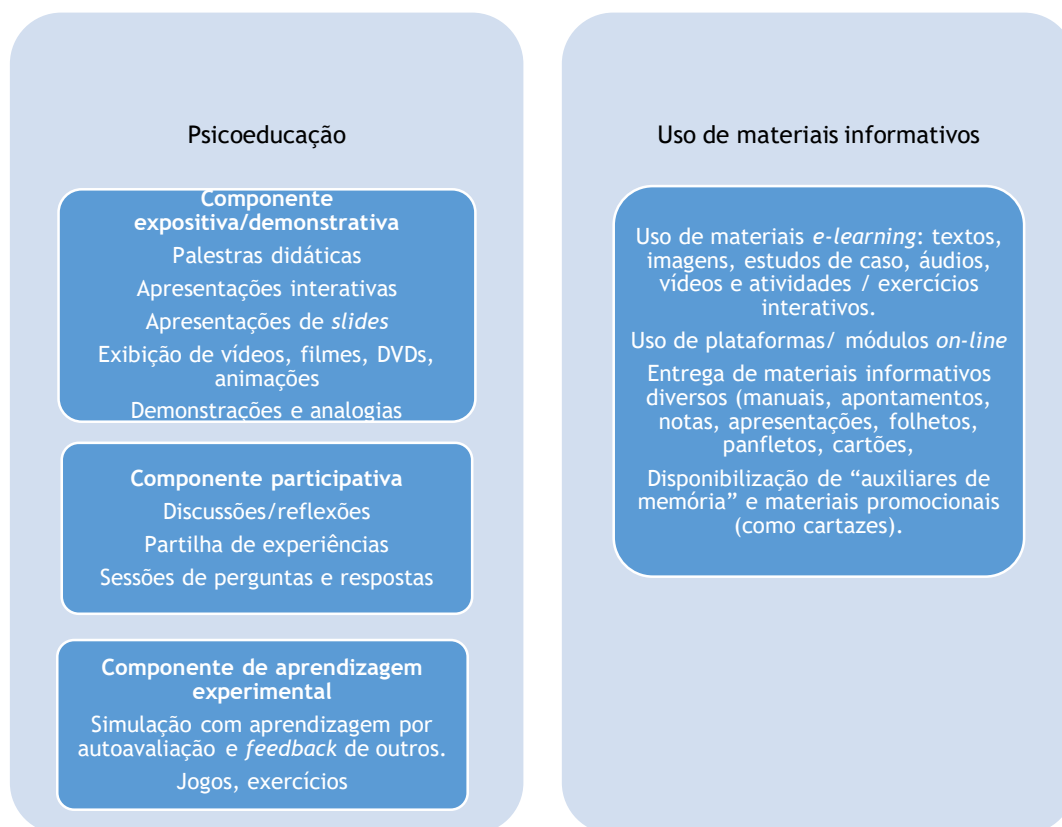 Psicoeducação
Componente
expositiva/demonstrativa
Palestras didáticas
Apresentações interativas
Apresentações de slides
Exibição de vídeos, filmes, DVDs,
animações
Demonstrações e analogias
Componente participativa
Discussões/reflexões
Partilha de experiências
Sessões de perguntas e respostas
Componente de aprendizagem
experimental
Simulação com aprendizagem por
autoavaliação e feedback de outros.
Jogos, exercícios
Uso de materiais informativos
Uso de materiais e-learning: textos,
imagens, estudos de caso, áudios,
vídeos e atividades / exercícios
interativos.
Uso de plataformas/ módulos on-line
Entrega de materiais informativos
diversos (manuais, apontamentos,
notas, apresentações, folhetos,
panfletos, cartões,
Disponibilização de “auxiliares de
memória” e materiais promocionais
(como cartazes).